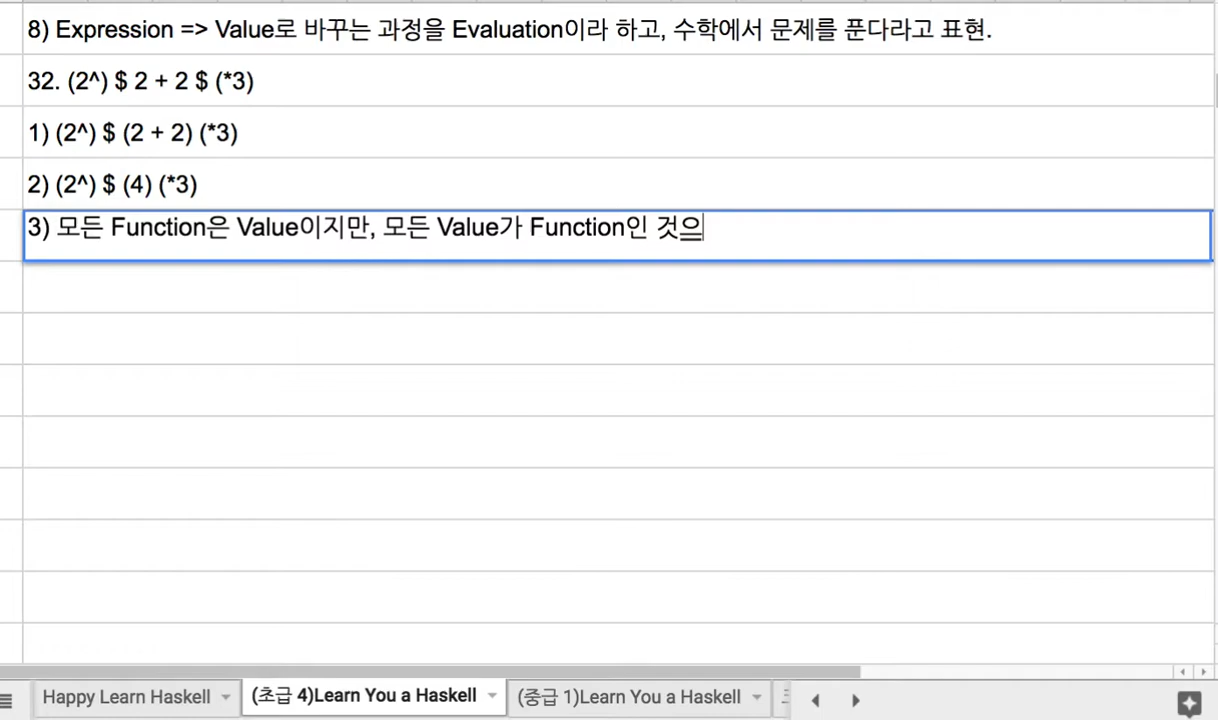 8) Expression => Value로 바꾸는 과정을 Evaluation이라 하고, 수학에서 문제를 푼다라고 표현.
32. (2^) $ 2 + 2 $ (*3)
1) (2^) $ (2 + 2) (*3)
2) (2^) $ (4) (*3)
3) 모든 Function은 Value이지만, 모든 Value가 Function인 것으
Happy Learn Haskell (초급 4)Learn You a Haskell (중급 1)Learn You a Haskell